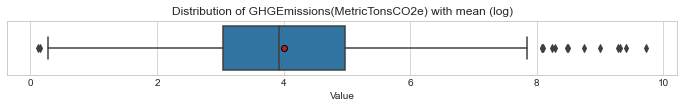 Distribution of GHGEmissions(MetricTonsCO2e) with mean (log)
0 2 4 6 8 10
Value